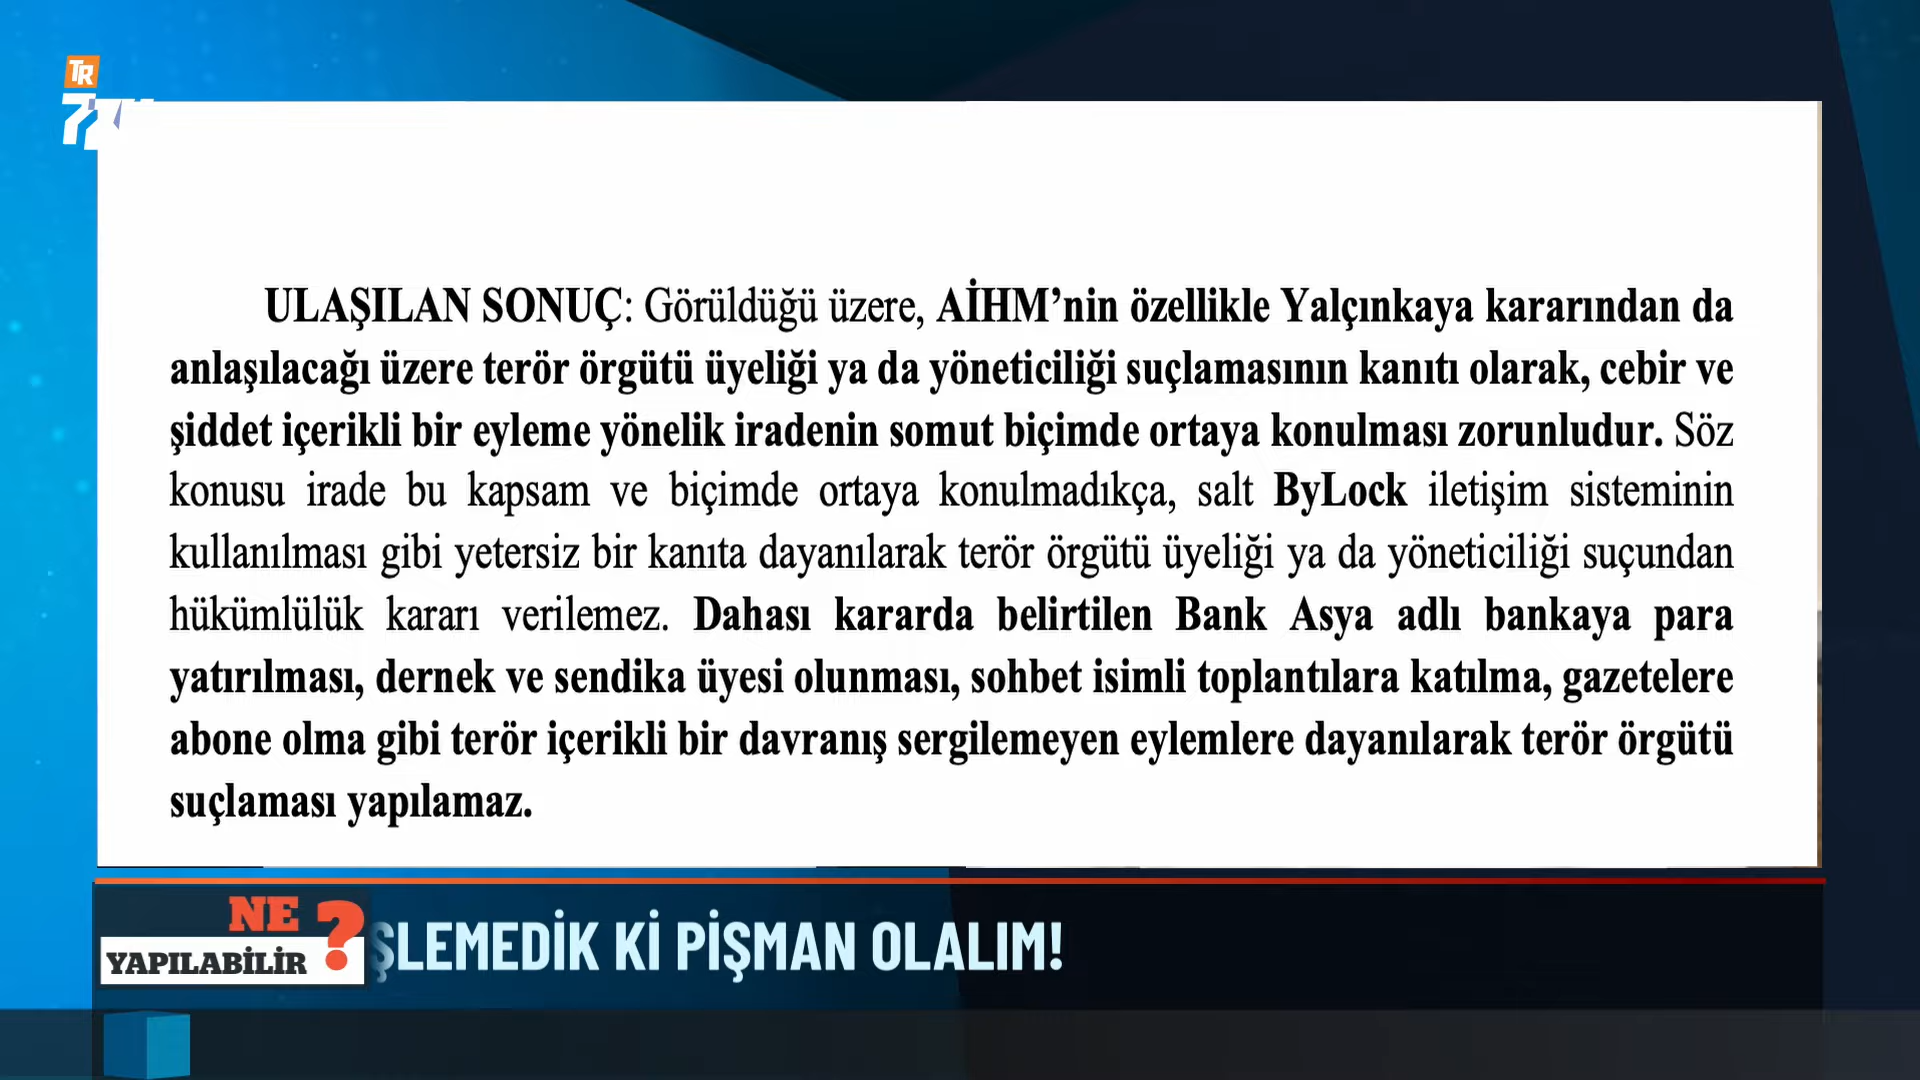 TR
ULAŞILAN SONUÇ: Görüldüğü üzere, AİHM’nin özellikle Yalçınkaya kararından da
anlaşılacağı üzere terör örgütü üyeliği ya da yöneticiliği suçlamasının kanıtı olarak, cebir ve
şiddet içerikli bir eyleme yönelik iradenin somut biçimde ortaya konulması zorunludur. Söz
konusu irade bu kapsam ve biçimde ortaya konulmadıkça, salt ByLock iletişim sisteminin
kullanılması gibi yetersiz bir kanıta dayanılarak terör örgütü üyeliği ya da yöneticiliği suçundan
hükümlülük kararı verilemez. Dahası kararda belirtilen Bank Asya adlı bankaya para
yatırılması, dernek ve sendika üyesi olunması, sohbet isimli toplantılara katılma, gazetelere
abone olma gibi terör içerikli bir davranış sergilemeyen eylemlere dayanılarak terör örgütü
suçlaması yapılamaz.
NE
YAPILABİLİR ?
ŞLEMEDİK Kİ PİŞMAN OLALIM!